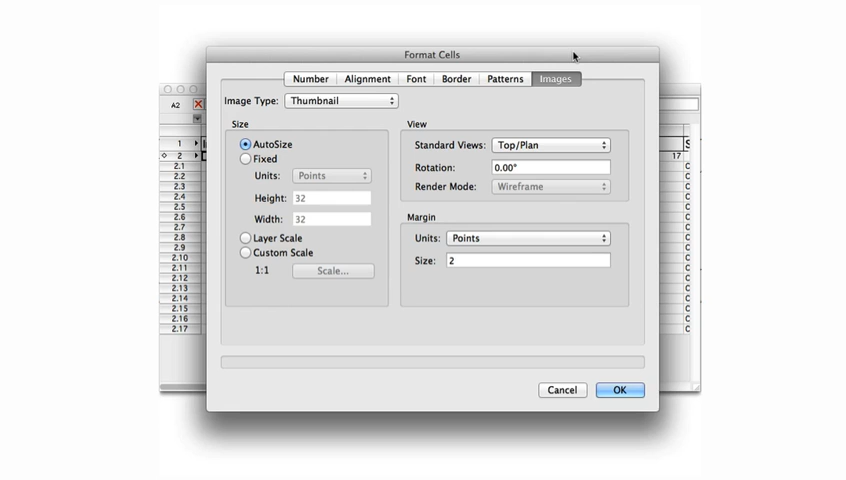 Format Cells
Number Alignment Font Border Patterns Images
Image Type: Thumbnail
Size
AutoSize
Fixed
Units: Points
Height: 32
Width: 32
Layer Scale
Custom Scale
1:1 Scale...
View
Standard Views: Top/Plan
Rotation: 0.00°
Render Mode: Wireframe
Margin
Units: Points
Size: 2
Cancel OK
A2
1
2 17
2.1
2.2
2.3
2.4
2.5
2.6
2.7
2.8
2.9
2.10
2.11
2.12
2.13
2.14
2.15
2.16
2.17